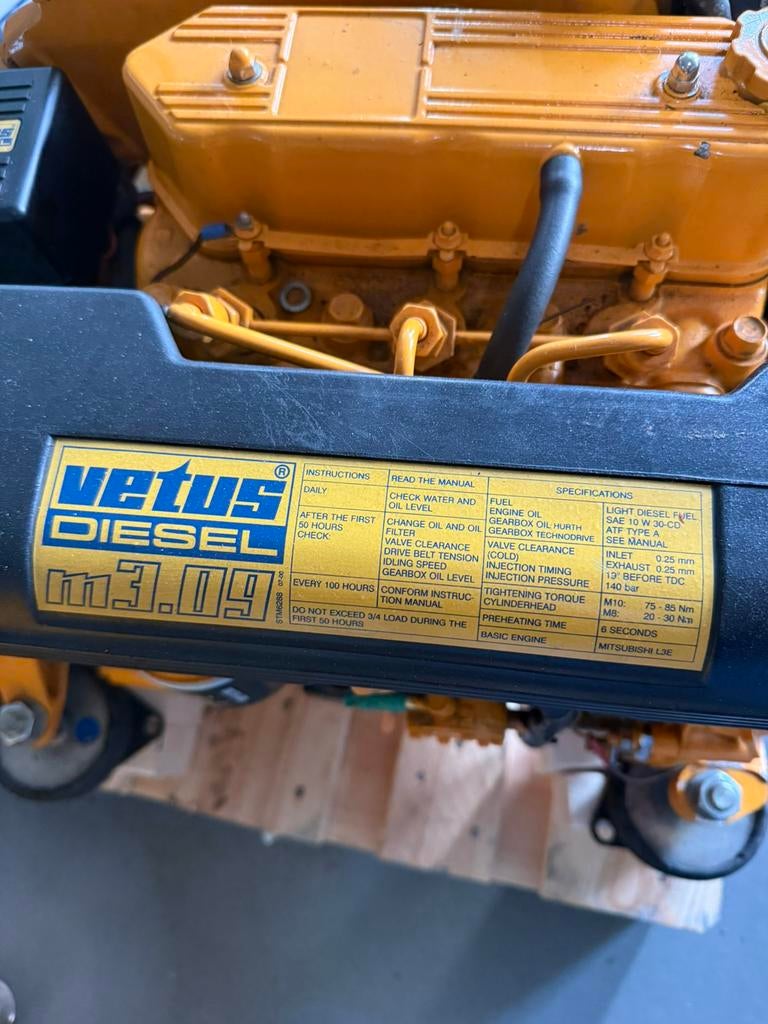 vetus®
DIESEL
m3.09
STM6288 07-00
INSTRUCTIONS
READ THE MANUAL
DAILY
CHECK WATER AND
OIL LEVEL
AFTER THE FIRST
50 HOURS
CHECK:
CHANGE OIL AND OIL
FILTER
VALVE CLEARANCE
DRIVE BELT TENSION
IDLING SPEED
GEARBOX OIL LEVEL
EVERY 100 HOURS
CONFORM INSTRUC-
TION MANUAL
DO NOT EXCEED 3/4 LOAD DURING THE
FIRST 50 HOURS
SPECIFICATIONS
FUEL LIGHT DIESEL FUEL
ENGINE OIL SAE 10 W 30-CD
GEARBOX OIL HURTH ATF TYPE A
GEARBOX TECHNODRIVE SEE MANUAL
VALVE CLEARANCE INLET 0.25 mm
(COLD) EXHAUST 0.25 mm
INJECTION TIMING 19° BEFORE TDC
INJECTION PRESSURE 140 bar
TIGHTENING TORQUE M10: 75 - 85 Nm
CYLINDERHEAD M8: 20 - 30 Nm
PREHEATING TIME 6 SECONDS
BASIC ENGINE MITSUBISHI L3E